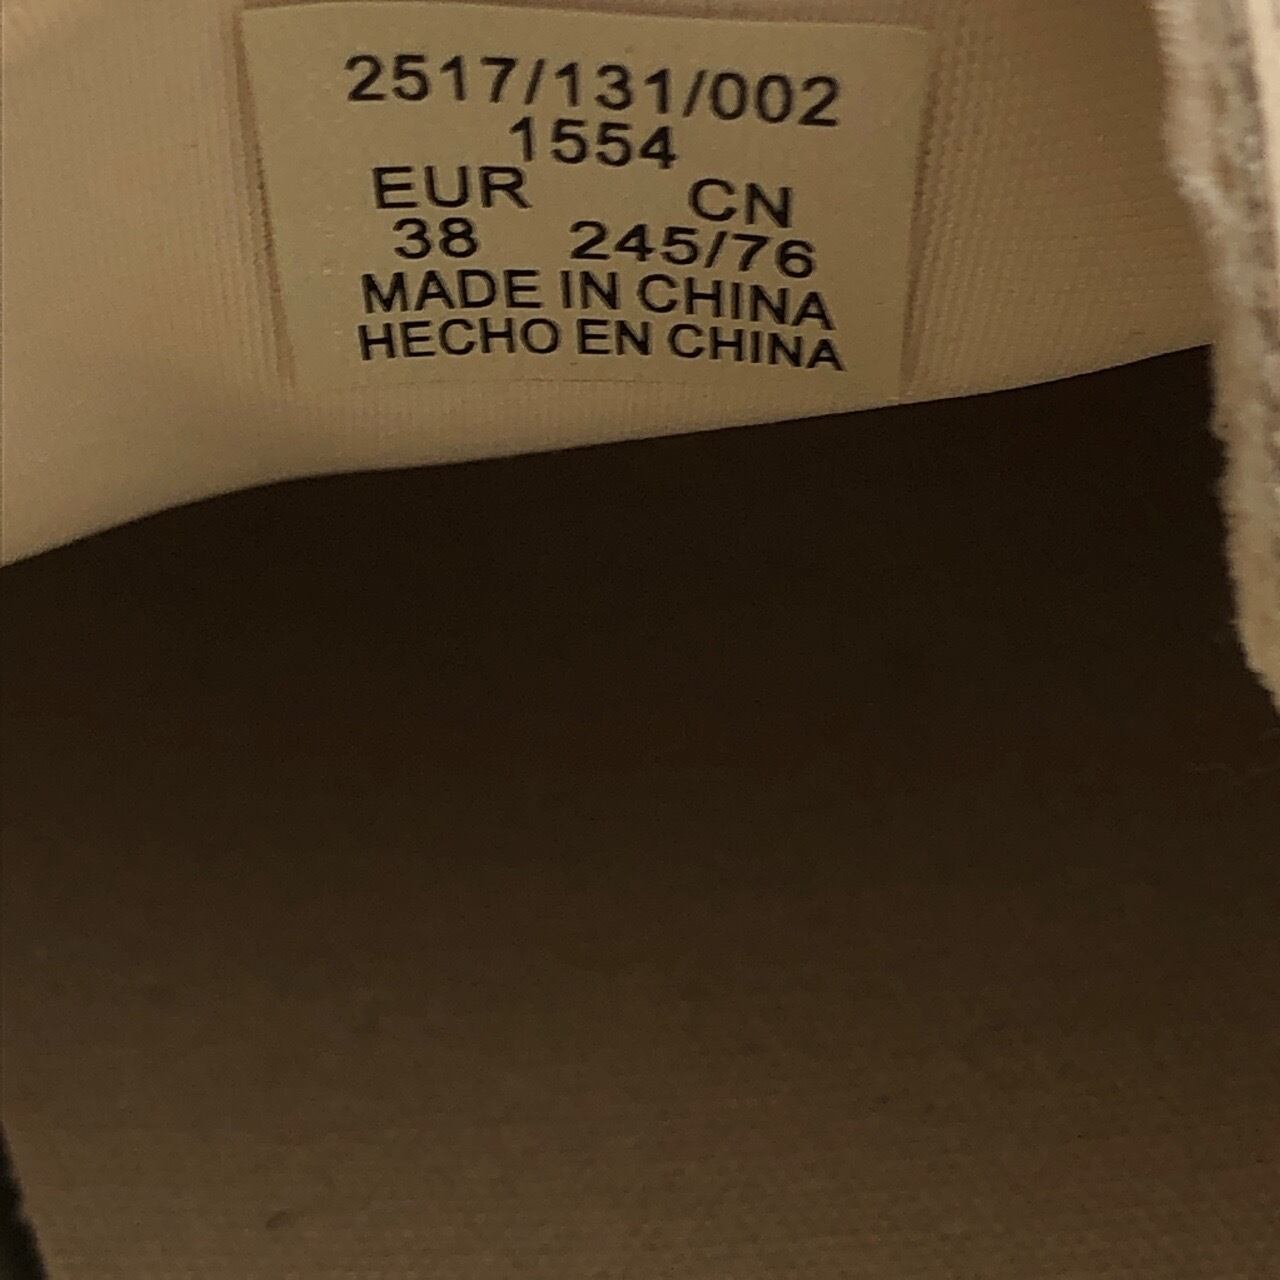 2517/131/002
1554
EUR CN
38 245/76
MADE IN CHINA
HECHO EN CHINA